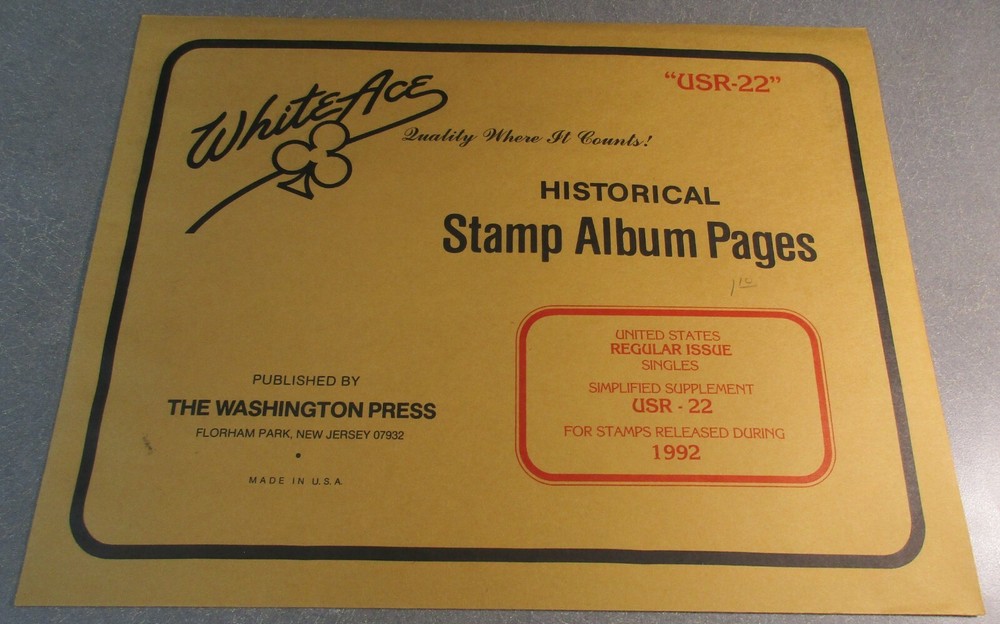 "USR-22"
White Ace
Quality Where It Counts!
HISTORICAL
Stamp Album Pages
1 10
UNITED STATES
REGULAR ISSUE
SINGLES
SIMPLIFIED SUPPLEMENT
USR - 22
FOR STAMPS RELEASED DURING
1992
PUBLISHED BY
THE WASHINGTON PRESS
FLORHAM PARK, NEW JERSEY 07932
MADE IN U.S.A.